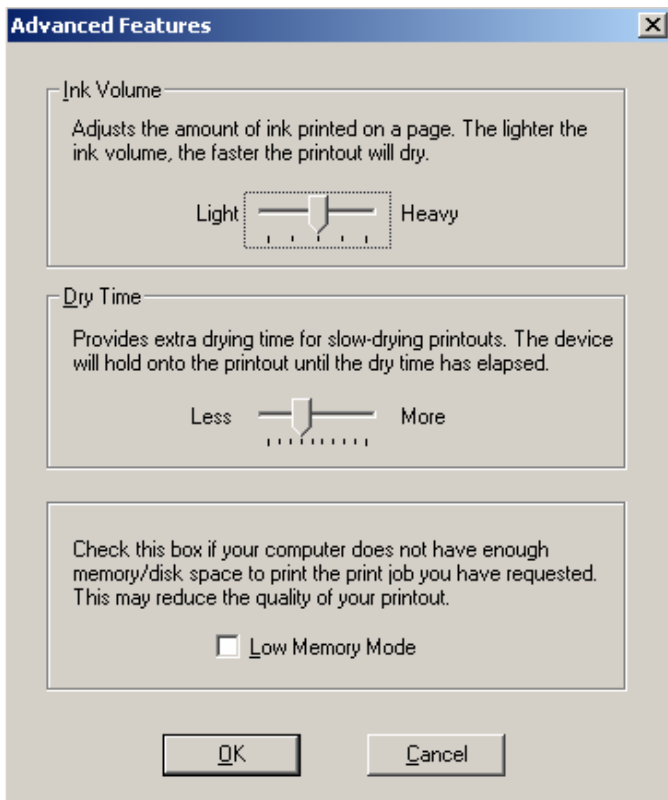 Advanced Features
Ink Volume
Adjusts the amount of ink printed on a page. The lighter the
ink volume, the faster the printout will dry.
Light Heavy
Dry Time
Provides extra drying time for slow-drying printouts. The device
will hold onto the printout until the dry time has elapsed.
Less More
Check this box if your computer does not have enough
memory/disk space to print the print job you have requested.
This may reduce the quality of your printout.
Low Memory Mode
OK Cancel